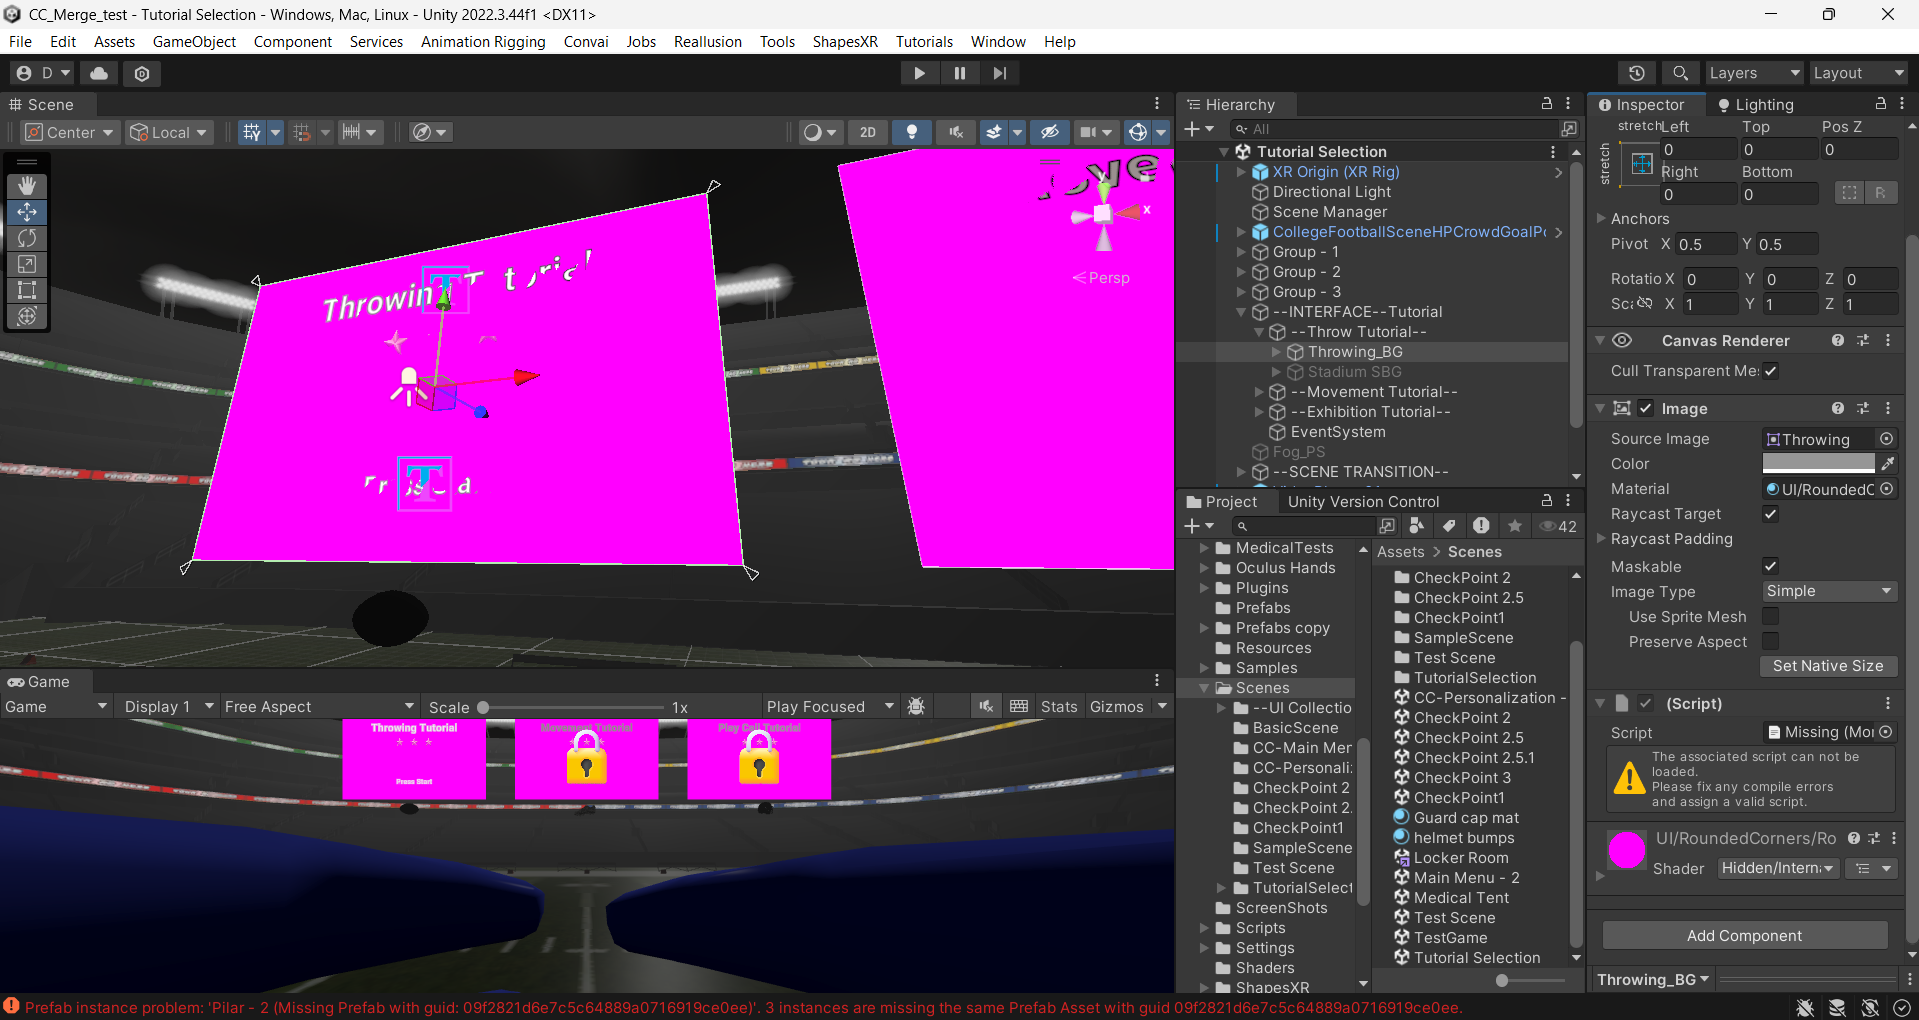 CC_Merge_test - Tutorial Selection - Windows, Mac, Linux - Unity 2022.3.44f1 <DX11>
File Edit Assets GameObject Component Services Animation Rigging Convai Jobs Reallusion Tools ShapesXR Tutorials Window Help
D
Layers Layout
Scene
Center Local
2D
Throwin
x
y
Persp
Game
Game Display 1 Free Aspect Scale 1x Play Focused Stats Gizmos
Throwing Tutorial
Movement Tutorial
Play Call Tutorial
Press Start
Hierarchy
All
Tutorial Selection
XR Origin (XR Rig)
Directional Light
Scene Manager
CollegeFootballSceneHPCrowdGoalPo
Group - 1
Group - 2
Group - 3
--INTERFACE--Tutorial
--Throw Tutorial--
Throwing_BG
Stadium SBG
--Movement Tutorial--
--Exhibition Tutorial--
EventSystem
Fog_PS
--SCENE TRANSITION--
Project Unity Version Control
42
MedicalTests
Oculus Hands
Plugins
Prefabs
Prefabs copy
Resources
Samples
Scenes
--UI Collectio
BasicScene
CC-Main Mer
CC-Personali
CheckPoint 2
CheckPoint 2.
CheckPoint1
SampleScene
Test Scene
TutorialSelect
ScreenShots
Scripts
Settings
Shaders
ShapesXR
Assets > Scenes
CheckPoint 2
CheckPoint 2.5
CheckPoint1
SampleScene
Test Scene
TutorialSelection
CC-Personalization -
CheckPoint 2
CheckPoint 2.5
CheckPoint 2.5.1
CheckPoint 3
CheckPoint1
Guard cap mat
helmet bumps
Locker Room
Main Menu - 2
Medical Tent
Test Scene
TestGame
Tutorial Selection
Inspector Lighting
stretch
stretch
Left Top Pos Z
0 0 0
Right Bottom
0 0 R
Anchors
Pivot X 0.5 Y 0.5
Rotatio X 0 Y 0 Z 0
Sca X 1 Y 1 Z 1
Canvas Renderer
Cull Transparent Me
Image
Source Image Throwing
Color
Material UI/RoundedC
Raycast Target
Raycast Padding
Maskable
Image Type Simple
Use Sprite Mesh
Preserve Aspect
Set Native Size
(Script)
Script Missing (Mor
The associated script can not be
loaded.
Please fix any compile errors
and assign a valid script.
UI/RoundedCorners/Ro
Shader Hidden/Interna
Add Component
Throwing_BG
Prefab instance problem: 'Pilar - 2 (Missing Prefab with guid: 09f2821d6e7c5c64889a0716919ce0ee)'. 3 instances are missing the same Prefab Asset with guid 09f2821d6e7c5c64889a0716919ce0ee.